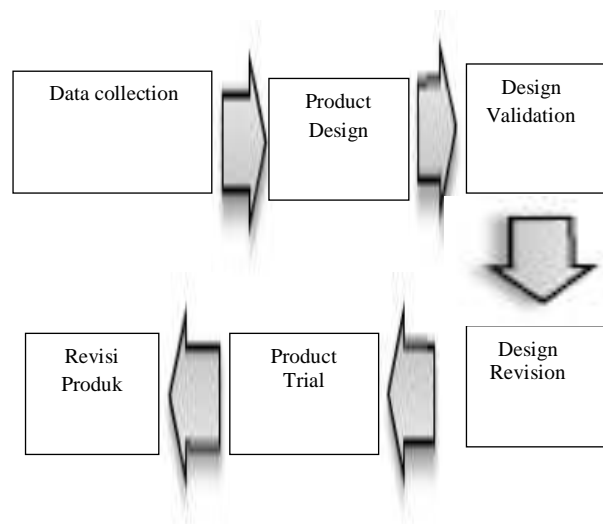 Data collection
Product
Design
Design
Validation
Design
Revision
Product
Trial
Revisi
Produk